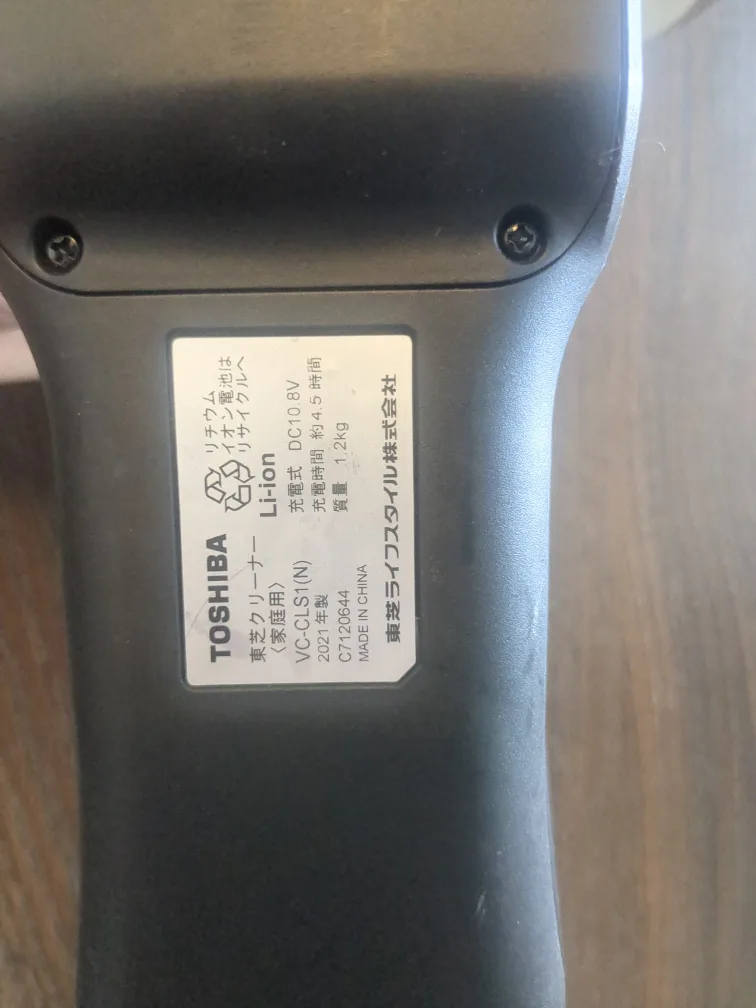 TOSHIBA
東芝クリーナー
〈家庭用〉
VC-CLS1(N)
2021年製
C7120644
MADE IN CHINA
リチウム
イオン電池は
リサイクルへ
Li-ion
充電式 DC10.8V
充電時間 約4.5時間
質量 1.2kg
東芝ライフスタイル株式会社